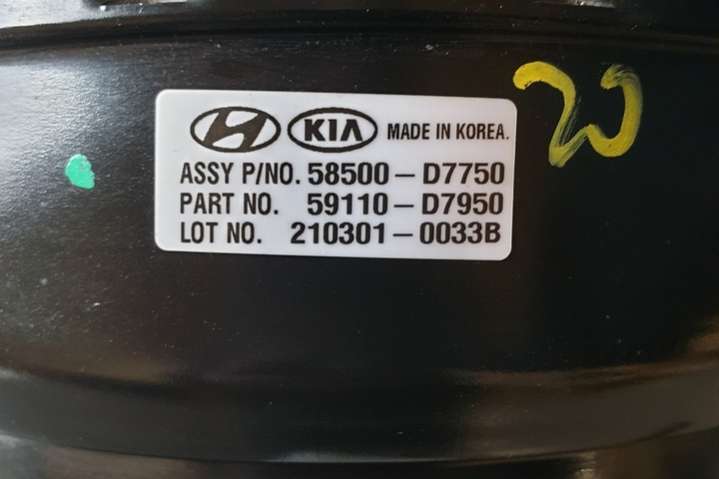 KIA MADE IN KOREA.
ASSY P/NO. 58500-D7750
PART NO. 59110-D7950
LOT NO. 210301-0033B
20